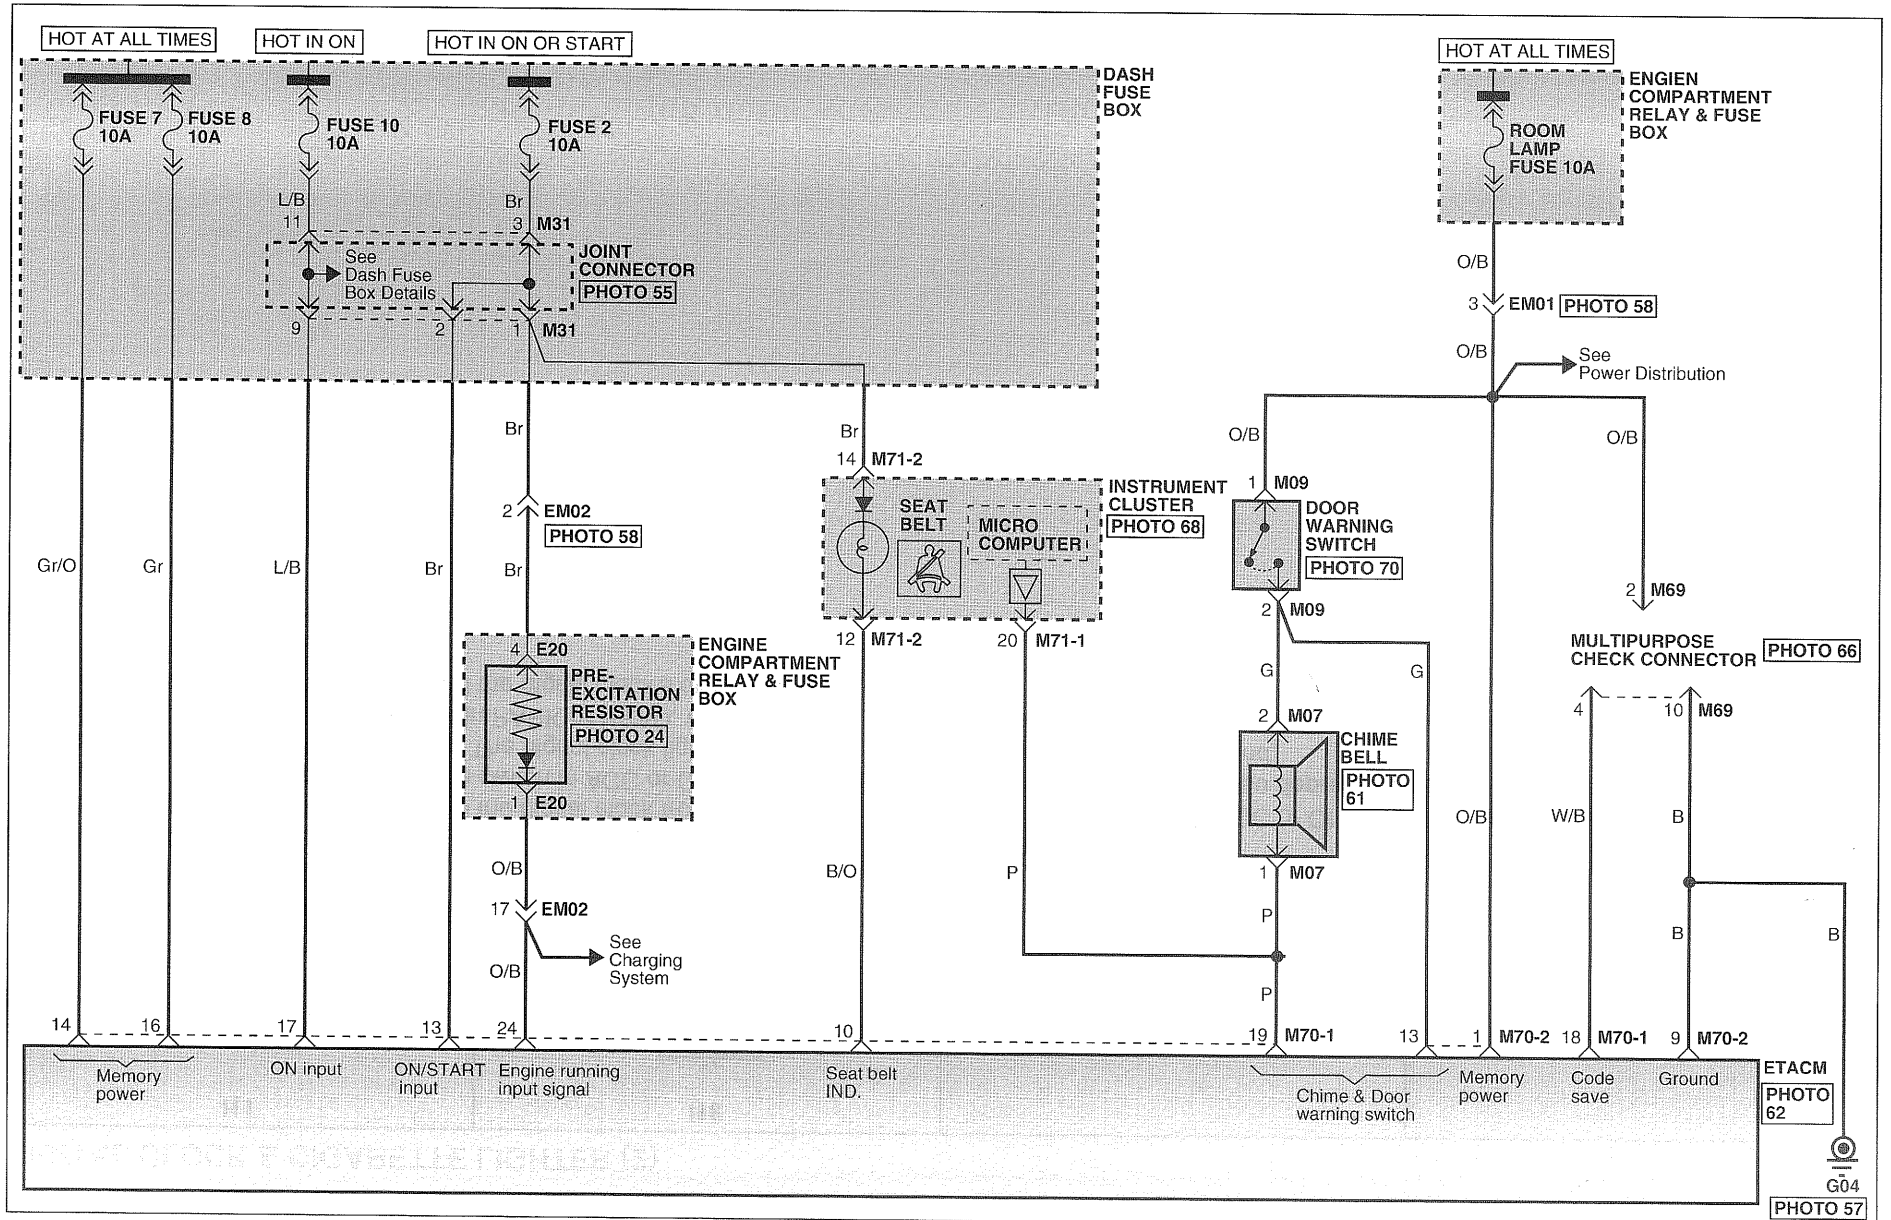 HOT AT ALL TIMES
HOT IN ON
HOT IN ON OR START
HOT AT ALL TIMES
DASH
FUSE
BOX
ENGIEN
COMPARTMENT
RELAY & FUSE
BOX
FUSE 7
10A
FUSE 8
10A
FUSE 10
10A
FUSE 2
10A
ROOM
LAMP
FUSE 10A
L/B
11
Br
3
M31
See
Dash Fuse
Box Details
JOINT
CONNECTOR
PHOTO 55
9
2
1
M31
O/B
3
EM01
PHOTO 58
O/B
See
Power Distribution
Br
Br
O/B
O/B
14
M71-2
1
M09
2
EM02
PHOTO 58
SEAT
BELT
MICRO
COMPUTER
INSTRUMENT
CLUSTER
PHOTO 68
DOOR
WARNING
SWITCH
PHOTO 70
Gr/O
Gr
L/B
Br
Br
2
M69
2
M09
12
M71-2
20
M71-1
4
E20
ENGINE
COMPARTMENT
RELAY & FUSE
BOX
PRE-
EXCITATION
RESISTOR
PHOTO 24
MULTIPURPOSE
CHECK CONNECTOR
PHOTO 66
G
G
2
M07
4
10
M69
CHIME
BELL
PHOTO
61
1
E20
O/B
W/B
B
O/B
B/O
P
1
M07
17
EM02
P
B
B
See
Charging
System
O/B
P
14
16
17
13
24
10
19
M70-1
13
1
M70-2
18
M70-1
9
M70-2
Memory
power
ON input
ON/START
input
Engine running
input signal
Seat belt
IND.
Chime & Door
warning switch
Memory
power
Code
save
Ground
ETACM
PHOTO
62
G04
PHOTO 57